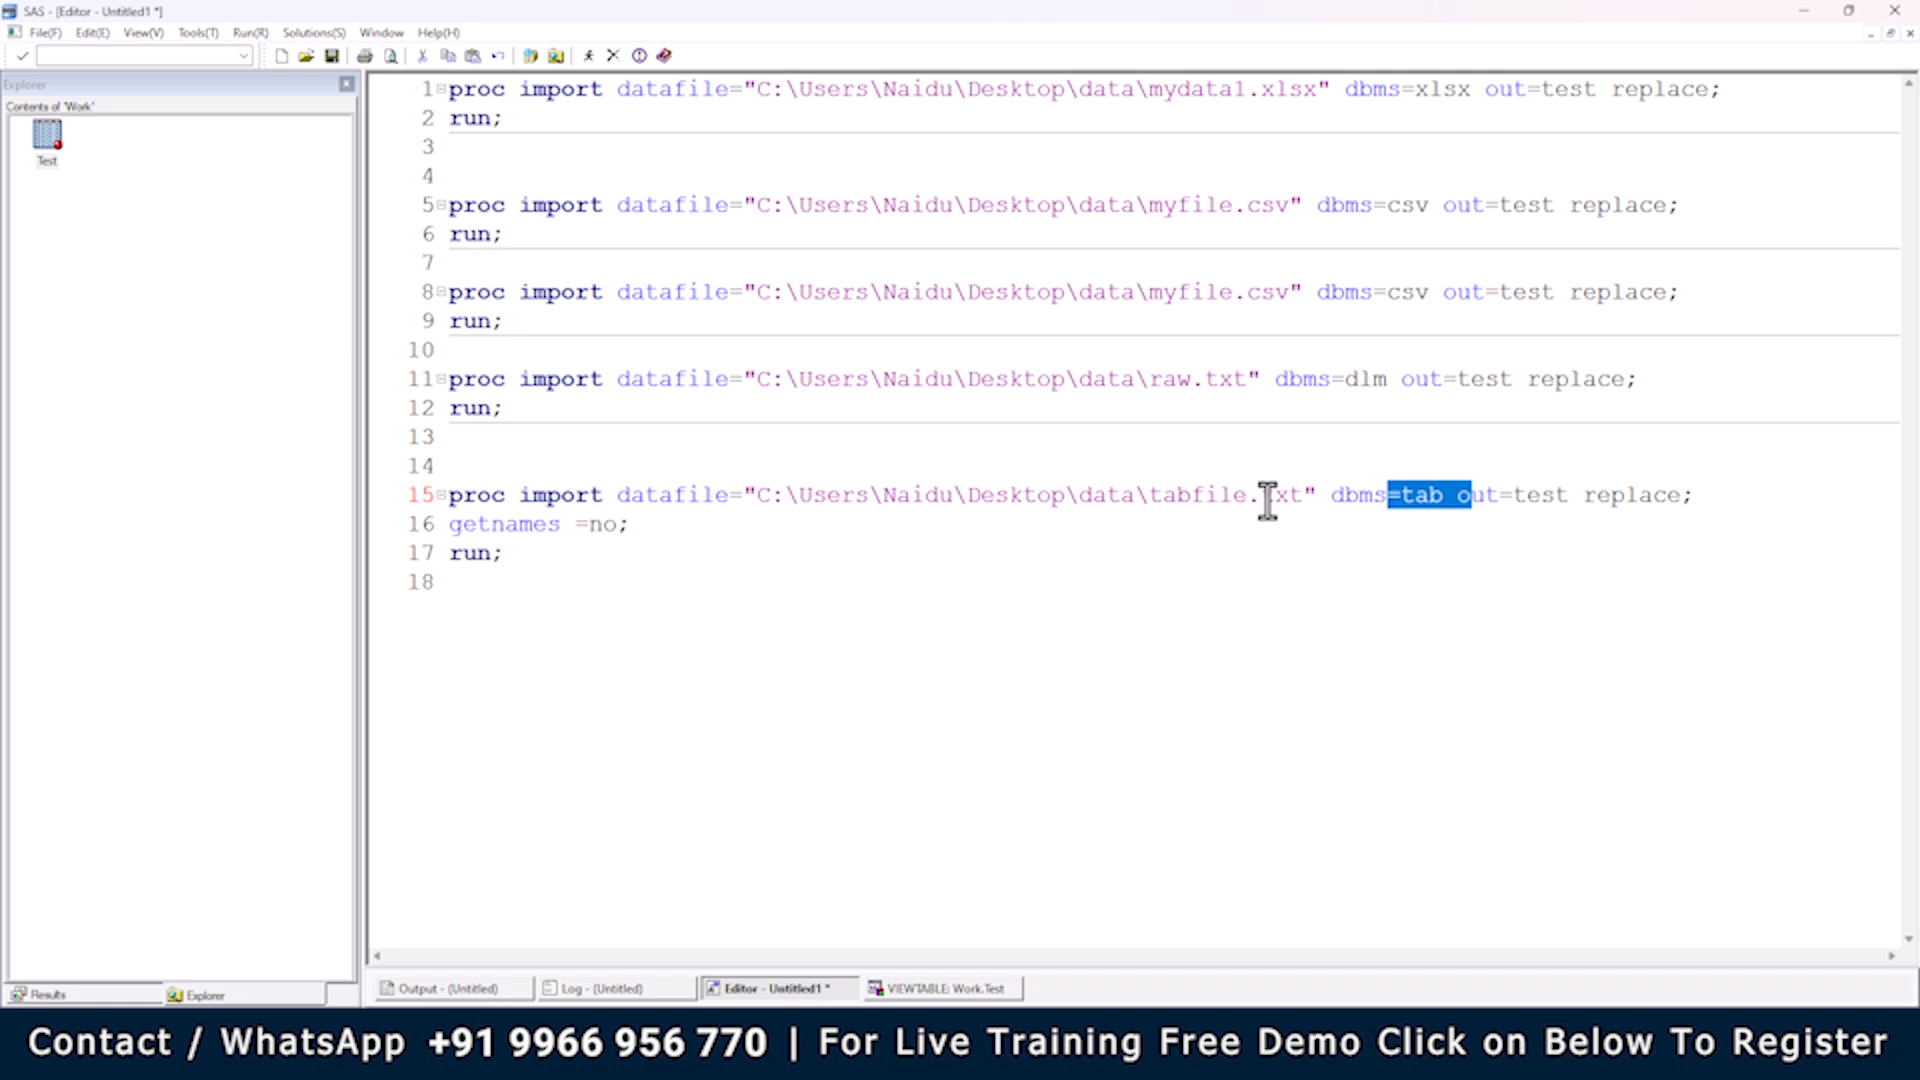 SAS - [Editor - Untitled1 *]
File(F) Edit(E) View(V) Tools(T) Run(R) Solutions(S) Window Help(H)
Explorer
Contents of 'Work'
Test
1 proc import datafile="C:\Users\Naidu\Desktop\data\mydata1.xlsx" dbms=xlsx out=test replace;
2 run;
3
4
5 proc import datafile="C:\Users\Naidu\Desktop\data\myfile.csv" dbms=csv out=test replace;
6 run;
7
8 proc import datafile="C:\Users\Naidu\Desktop\data\myfile.csv" dbms=csv out=test replace;
9 run;
10
11 proc import datafile="C:\Users\Naidu\Desktop\data\raw.txt" dbms=dlm out=test replace;
12 run;
13
14
15 proc import datafile="C:\Users\Naidu\Desktop\data\tabfile.txt" dbms=tab out=test replace;
16 getnames =no;
17 run;
18
Results Explorer
Output - (Untitled) Log - (Untitled) Editor - Untitled1 * VIEWTABLE: Work.Test
Contact / WhatsApp +91 9966 956 770 | For Live Training Free Demo Click on Below To Register